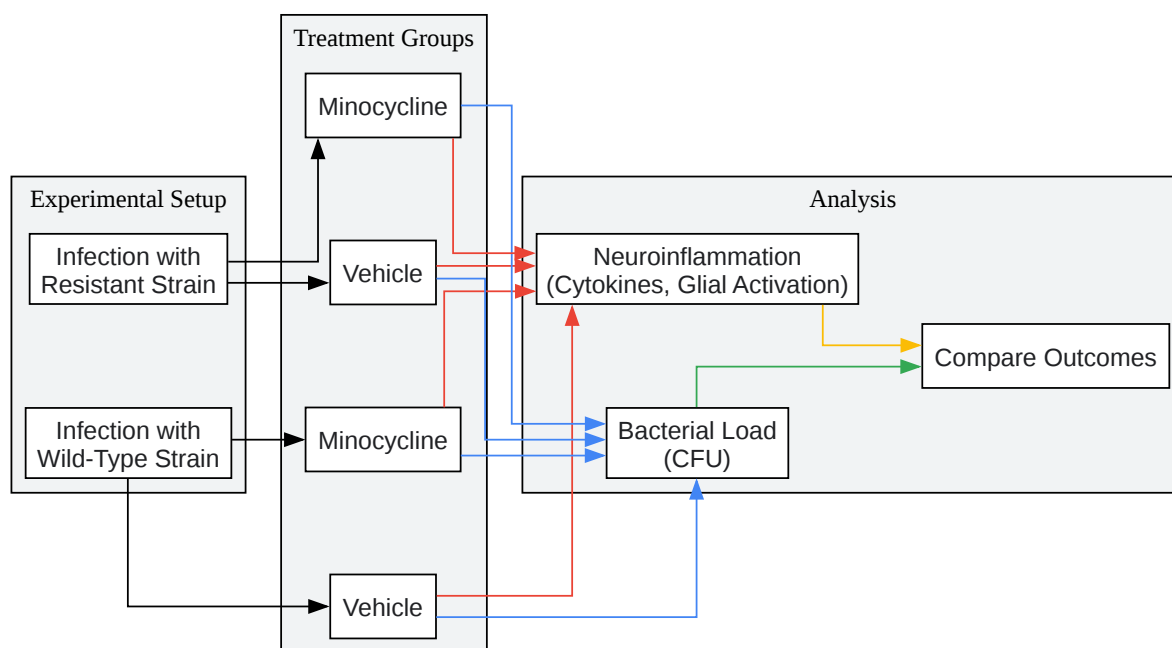 Treatment Groups
Minocycline
Experimental Setup
Infection with
Resistant Strain
Vehicle
Infection with
Wild-Type Strain
Minocycline
Vehicle
Analysis
Neuroinflammation
(Cytokines, Glial Activation)
Compare Outcomes
Bacterial Load
(CFU)